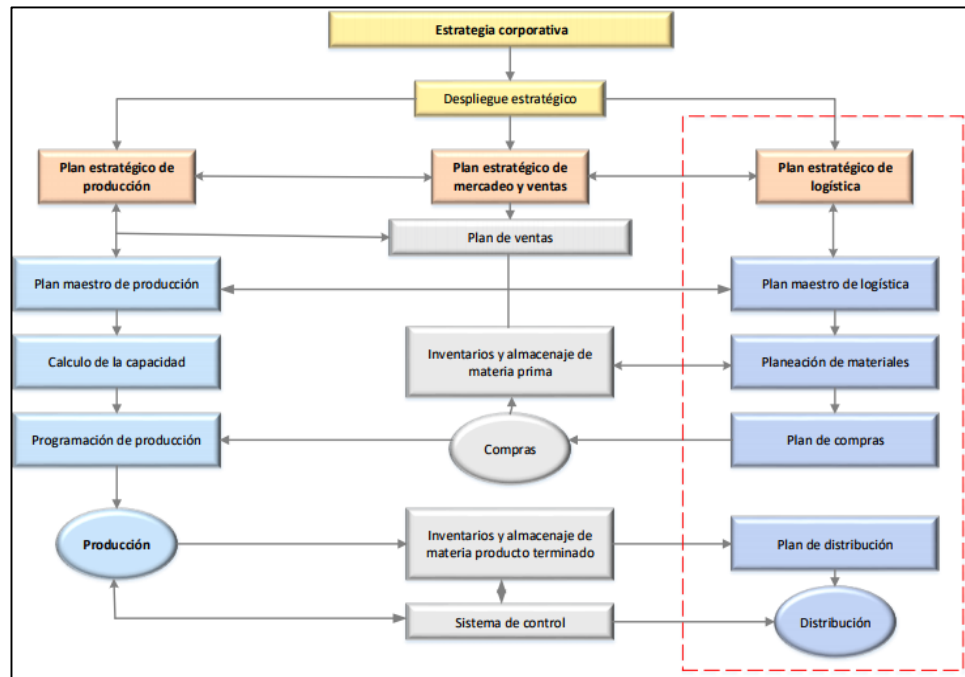 Estrategia corporativa
Despliegue estratégico
Plan estratégico de
producción
Plan estratégico de
mercadeo y ventas
Plan estratégico de
logística
Plan de ventas
Plan maestro de producción
Plan maestro de logística
Calculo de la capacidad
Inventarios y almacenaje de
materia prima
Planeación de materiales
Programación de producción
Compras
Plan de compras
Producción
Inventarios y almacenaje de
materia producto terminado
Plan de distribución
Sistema de control
Distribución